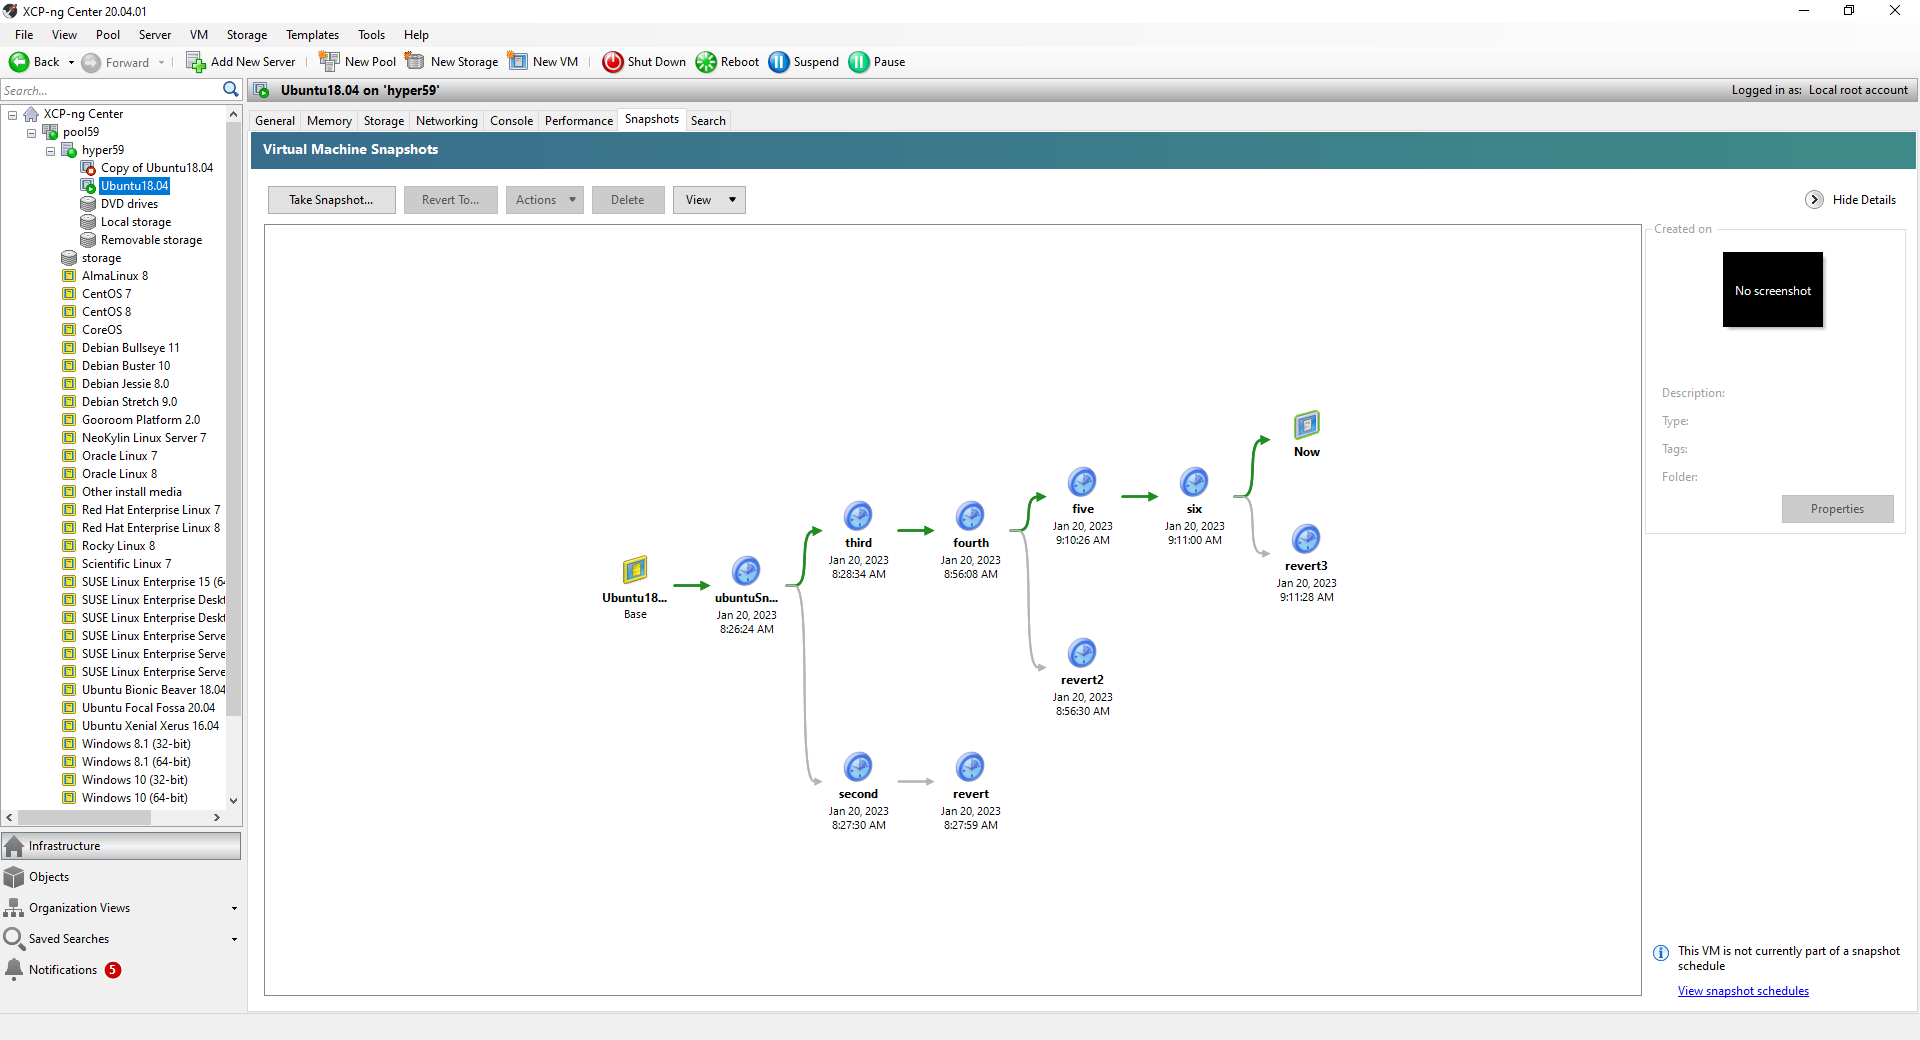 XCP-ng Center 20.04.01
File View Pool Server VM Storage Templates Tools Help
Back Forward Add New Server New Pool New Storage New VM Shut Down Reboot Suspend Pause
Search...
Ubuntu18.04 on 'hyper59'
Logged in as: Local root account
XCP-ng Center
pool59
hyper59
Copy of Ubuntu18.04
Ubuntu18.04
DVD drives
Local storage
Removable storage
storage
AlmaLinux 8
CentOS 7
CentOS 8
CoreOS
Debian Bullseye 11
Debian Buster 10
Debian Jessie 8.0
Debian Stretch 9.0
Gooroom Platform 2.0
NeoKylin Linux Server 7
Oracle Linux 7
Oracle Linux 8
Other install media
Red Hat Enterprise Linux 7
Red Hat Enterprise Linux 8
Rocky Linux 8
Scientific Linux 7
SUSE Linux Enterprise 15 (64
SUSE Linux Enterprise Deskt
SUSE Linux Enterprise Deskt
SUSE Linux Enterprise Serve
SUSE Linux Enterprise Serve
SUSE Linux Enterprise Serve
Ubuntu Bionic Beaver 18.04
Ubuntu Focal Fossa 20.04
Ubuntu Xenial Xerus 16.04
Windows 8.1 (32-bit)
Windows 8.1 (64-bit)
Windows 10 (32-bit)
Windows 10 (64-bit)
Infrastructure
Objects
Organization Views
Saved Searches
Notifications 5
General Memory Storage Networking Console Performance Snapshots Search
Virtual Machine Snapshots
Take Snapshot... Revert To... Actions Delete View
Hide Details
Ubuntu18...
Base
ubuntuSn...
Jan 20, 2023
8:26:24 AM
third
Jan 20, 2023
8:28:34 AM
fourth
Jan 20, 2023
8:56:08 AM
five
Jan 20, 2023
9:10:26 AM
six
Jan 20, 2023
9:11:00 AM
Now
revert3
Jan 20, 2023
9:11:28 AM
revert2
Jan 20, 2023
8:56:30 AM
second
Jan 20, 2023
8:27:30 AM
revert
Jan 20, 2023
8:27:59 AM
Created on
No screenshot
Description:
Type:
Tags:
Folder:
Properties
This VM is not currently part of a snapshot
schedule
View snapshot schedules